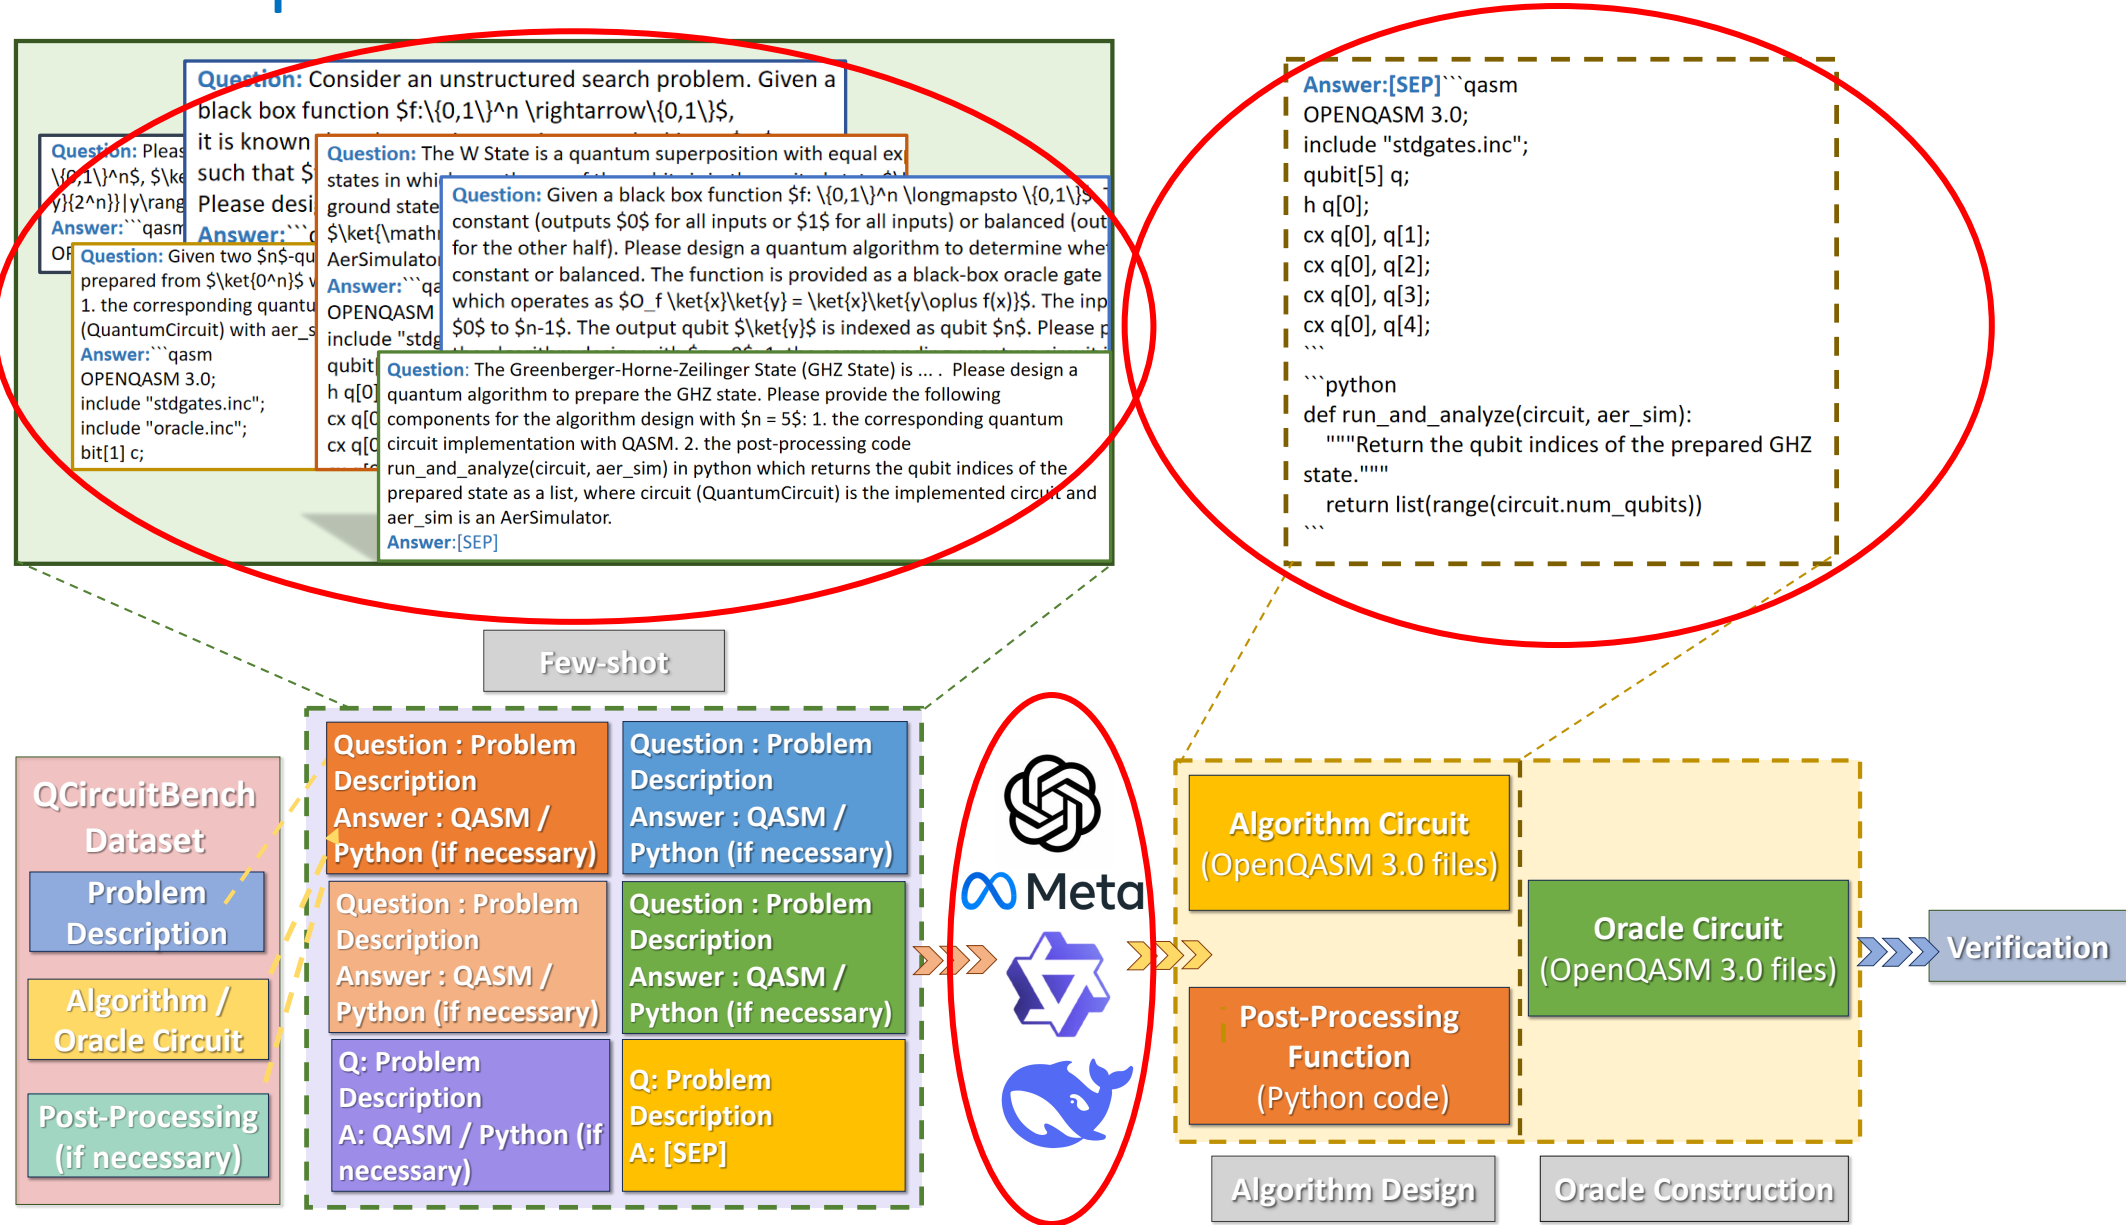 Question: Consider an unstructured search problem. Given a
black box function $f:\{0,1\}^n \rightarrow\{0,1\}$,
it is known
such that $
Please desi
Answer:```
Question: Pleas
\{0,1\}^n$, $\ke
y}{2^n}}|y\rang
Answer:```qasm
OP
Question: The W State is a quantum superposition with equal ex
states in whi
ground state
$\ket{\math
AerSimulator
Answer:```qa
OPENQASM
include "stdg
qubit[
h q[0]
cx q[0
cx q[0
Question: Given two $n$-qu
prepared from $\ket{0^n}$ w
1. the corresponding quantu
(QuantumCircuit) with aer_s
Answer:```qasm
OPENQASM 3.0;
include "stdgates.inc";
include "oracle.inc";
bit[1] c;
Question: Given a black box function $f: \{0,1\}^n \longmapsto \{0,1\}$. T
constant (outputs $0$ for all inputs or $1$ for all inputs) or balanced (out
for the other half). Please design a quantum algorithm to determine whet
constant or balanced. The function is provided as a black-box oracle gate
which operates as $O_f \ket{x}\ket{y} = \ket{x}\ket{y\oplus f(x)}$. The inp
$0$ to $n-1$. The output qubit $\ket{y}$ is indexed as qubit $n$. Please p
Question: The Greenberger-Horne-Zeilinger State (GHZ State) is ... . Please design a
quantum algorithm to prepare the GHZ state. Please provide the following
components for the algorithm design with $n = 5$: 1. the corresponding quantum
circuit implementation with QASM. 2. the post-processing code
run_and_analyze(circuit, aer_sim) in python which returns the qubit indices of the
prepared state as a list, where circuit (QuantumCircuit) is the implemented circuit and
aer_sim is an AerSimulator.
Answer:[SEP]
Answer:[SEP]```qasm
OPENQASM 3.0;
include "stdgates.inc";
qubit[5] q;
h q[0];
cx q[0], q[1];
cx q[0], q[2];
cx q[0], q[3];
cx q[0], q[4];
```
```python
def run_and_analyze(circuit, aer_sim):
"""Return the qubit indices of the prepared GHZ
state."""
return list(range(circuit.num_qubits))
```
Few-shot
QCircuitBench
Dataset
Problem
Description
Algorithm /
Oracle Circuit
Post-Processing
(if necessary)
Question : Problem
Description
Answer : QASM /
Python (if necessary)
Question : Problem
Description
Answer : QASM /
Python (if necessary)
Question : Problem
Description
Answer : QASM /
Python (if necessary)
Question : Problem
Description
Answer : QASM /
Python (if necessary)
Q: Problem
Description
A: QASM / Python (if
necessary)
Q: Problem
Description
A: [SEP]
Meta
Algorithm Circuit
(OpenQASM 3.0 files)
Post-Processing
Function
(Python code)
Oracle Circuit
(OpenQASM 3.0 files)
Verification
Algorithm Design
Oracle Construction